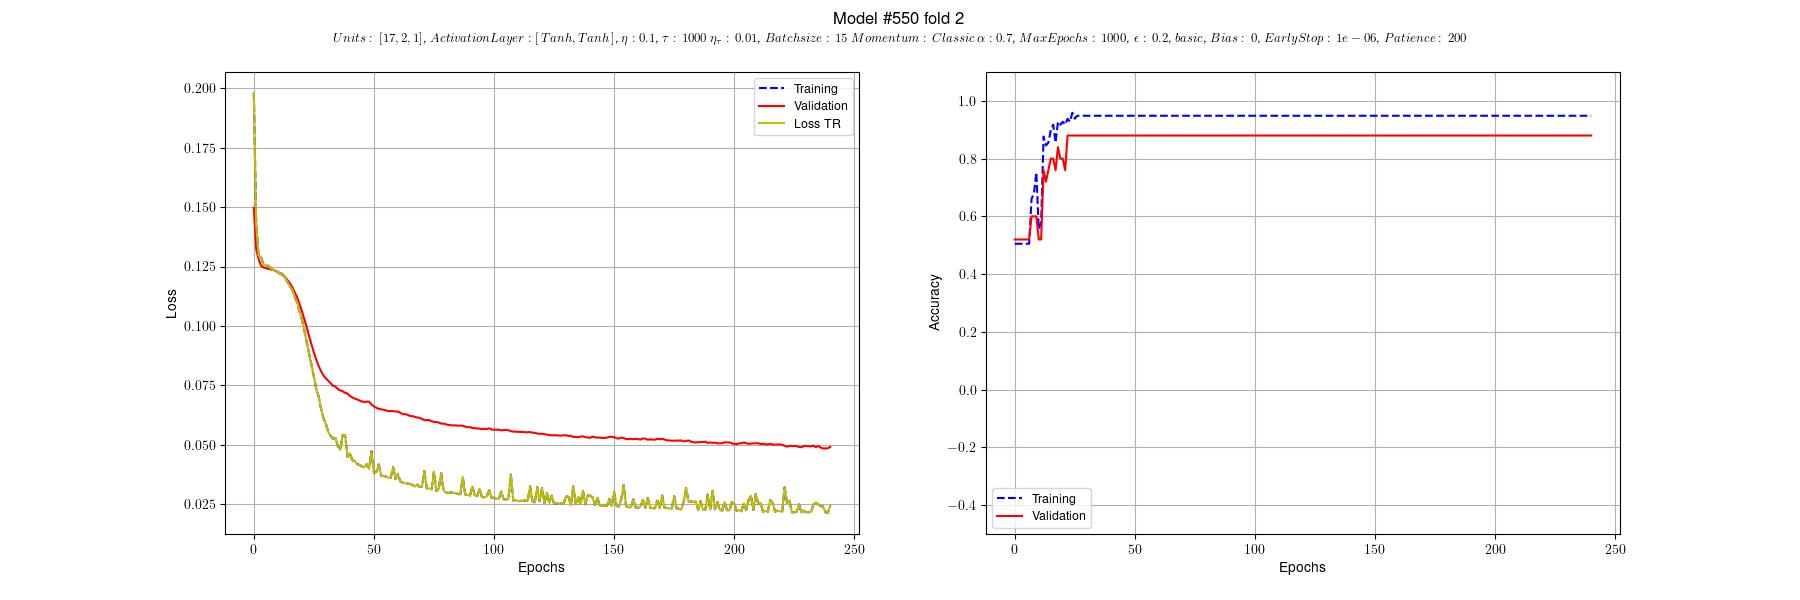 Model #550 fold 2
Units : [17, 2, 1], ActivationLayer : [Tanh, Tanh], η : 0.1, τ : 1000 ητ : 0.01, Batchsize : 15 Momentum : Classic α : 0.7, MaxEpochs : 1000, ϵ : 0.2, basic, Bias : 0, EarlyStop : 1e − 06, Patience : 200
0.200
0.175
0.150
0.125
0.100
0.075
0.050
0.025
Loss
0 50 100 150 200 250
Epochs
Training
Validation
Loss TR
1.0
0.8
0.6
0.4
0.2
0.0
−0.2
−0.4
Accuracy
Training
Validation
0 50 100 150 200 250
Epochs